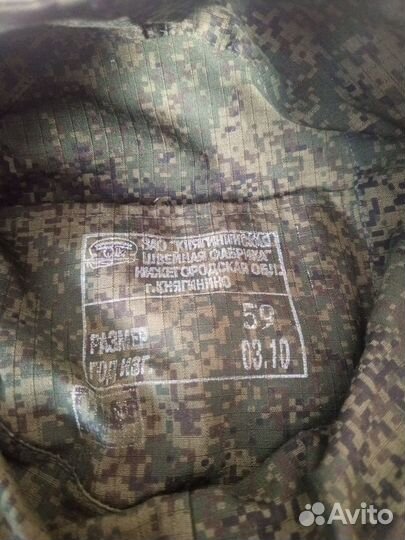 ЗАО "КНЯГИНИНСКАЯ
ШВЕЙНАЯ ФАБРИКА"
НИЖЕГОРОДСКАЯ ОБЛ.
г.КНЯГИНИНО
РАЗМЕР 59
ГОД ИЗГ. 03.10
Avito